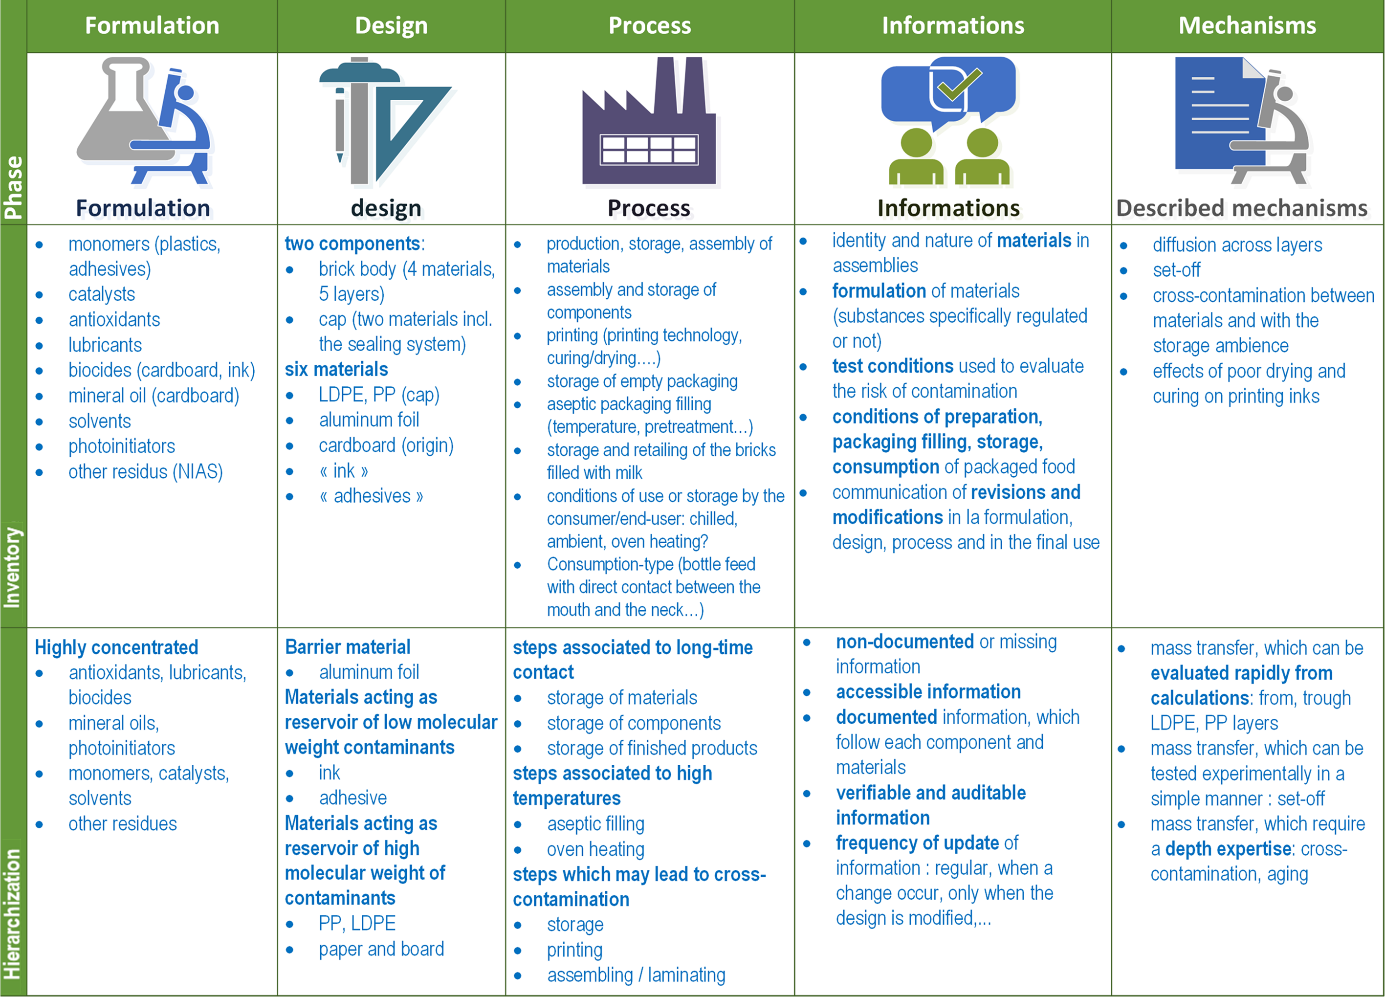 Formulation
Design
Process
Informations
Mechanisms
Phase
Formulation
design
Process
Informations
Described mechanisms
Inventory
• monomers (plastics,
adhesives)
• catalysts
• antioxidants
• lubricants
• biocides (cardboard, ink)
• mineral oil (cardboard)
• solvents
• photoinitiators
• other residus (NIAS)
two components:
• brick body (4 materials,
5 layers)
• cap (two materials incl.
the sealing system)
six materials
• LDPE, PP (cap)
• aluminum foil
• cardboard (origin)
• « ink »
• « adhesives »
• production, storage, assembly of
materials
• assembly and storage of
components
• printing (printing technology,
curing/drying….)
• storage of empty packaging
• aseptic packaging filling
(temperature, pretreatment…)
• storage and retailing of the bricks
filled with milk
• conditions of use or storage by the
consumer/end-user: chilled,
ambient, oven heating?
• Consumption-type (bottle feed
with direct contact between the
mouth and the neck…)
• identity and nature of materials in
assemblies
• formulation of materials
(substances specifically regulated
or not)
• test conditions used to evaluate
the risk of contamination
• conditions of preparation,
packaging filling, storage,
consumption of packaged food
• communication of revisions and
modifications in la formulation,
design, process and in the final use
• diffusion across layers
• set-off
• cross-contamination between
materials and with the
storage ambience
• effects of poor drying and
curing on printing inks
Hierarchization
Highly concentrated
• antioxidants, lubricants,
biocides
• mineral oils,
photoinitiators
• monomers, catalysts,
solvents
• other residues
Barrier material
• aluminum foil
Materials acting as
reservoir of low molecular
weight contaminants
• ink
• adhesive
Materials acting as
reservoir of high
molecular weight of
contaminants
• PP, LDPE
• paper and board
steps associated to long-time
contact
• storage of materials
• storage of components
• storage of finished products
steps associated to high
temperatures
• aseptic filling
• oven heating
steps which may lead to cross-
contamination
• storage
• printing
• assembling / laminating
• non-documented or missing
information
• accessible information
• documented information, which
follow each component and
materials
• verifiable and auditable
information
• frequency of update of
information : regular, when a
change occur, only when the
design is modified,...
• mass transfer, which can be
evaluated rapidly from
calculations: from, trough
LDPE, PP layers
• mass transfer, which can be
tested experimentally in a
simple manner : set-off
• mass transfer, which require
a depth expertise: cross-
contamination, aging